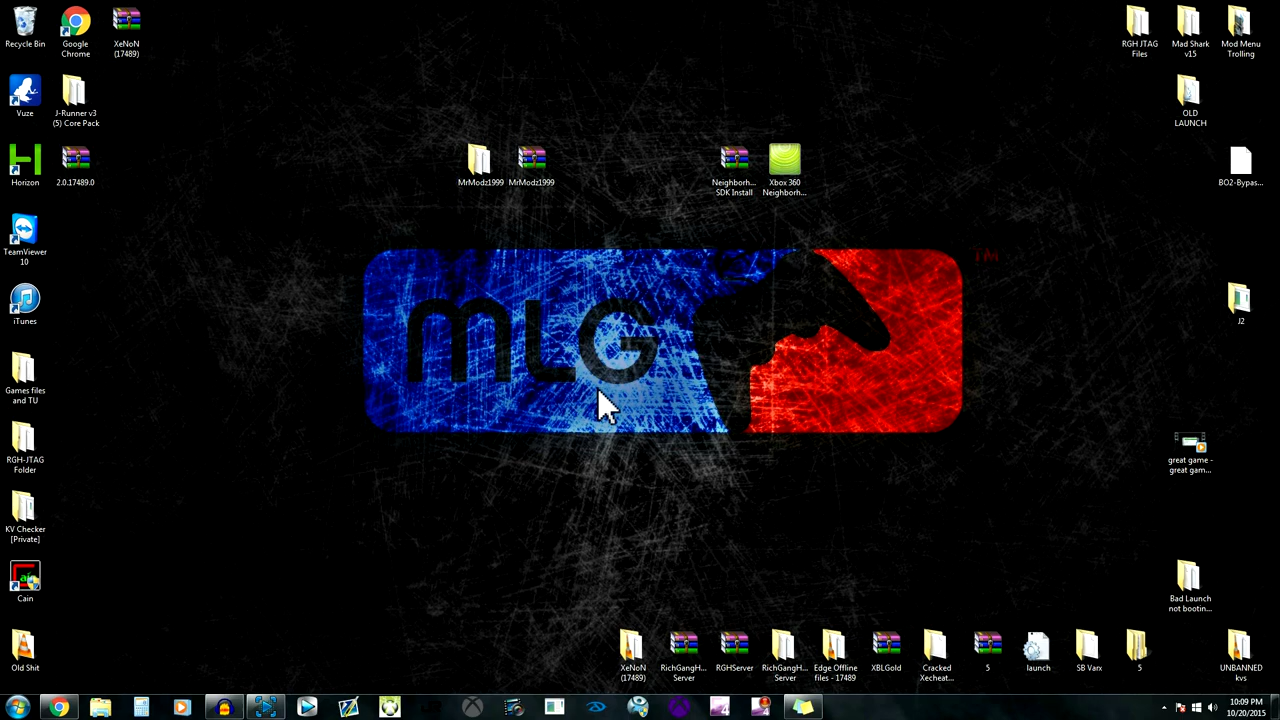 Recycle Bin
Google
Chrome
XeNoN
(17489)
RGH JTAG
Files
Mad Shark
v15
Mod Menu
Trolling
Vuze
J-Runner v3
(5) Core Pack
OLD
LAUNCH
Horizon
2.0.17489.0
MrModz1999
MrModz1999
Neighborh...
SDK Install
Xbox 360
Neighborh...
BO2-Bypas...
TeamViewer
10
iTunes
MLG
J2
Games files
and TU
RGH-JTAG
Folder
great game -
great gam...
KV Checker
[Private]
Cain
Bad Launch
not bootin...
Old Shit
XeNoN
(17489)
RichGangH...
Server
RGHServer
RichGangH...
Server
Edge Offline
files - 17489
XBLGold
Cracked
Xecheat...
5
launch
SB Varx
5
UNBANNED
kvs
10:09 PM
10/20/2015